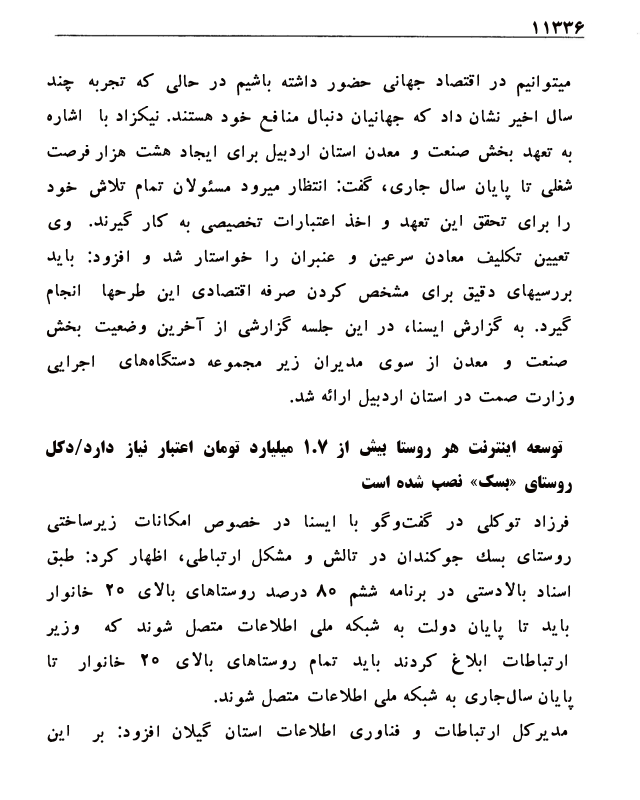 ۱۱۳۳۶
میتوانیم در اقتصاد جهانی حضور داشته باشیم در حالی که تجربه چند
سال اخیر نشان داد که جهانیان دنبال منافع خود هستند. نیکزاد با اشاره
به تعهد بخش صنعت و معدن استان اردبیل برای ایجاد هشت هزار فرصت
شغلی تا پایان سال جاری، گفت: انتظار میرود مسئولان تمام تلاش خود
را برای تحقق این تعهد و اخذ اعتبارات تخصیصی به کار گیرند. وی
تعیین تکلیف معادن سرعین و عنبران را خواستار شد و افزود: باید
بررسیهای دقیق برای مشخص کردن صرفه اقتصادی این طرحها انجام
گیرد. به گزارش ایسنا، در این جلسه گزارشی از آخرین وضعیت بخش
صنعت و معدن از سوی مدیران زیر مجموعه دستگاه‌های اجرایی
وزارت صمت در استان اردبیل ارائه شد.
توسعه اینترنت هر روستا بیش از ۱.۷ میلیارد تومان اعتبار نیاز دارد/دکل
روستای «بسک» نصب شده است
فرزاد توکلی در گفت‌وگو با ایسنا در خصوص امکانات زیرساختی
روستای بسك جوکندان در تالش و مشکل ارتباطی، اظهار کرد: طبق
اسناد بالادستی در برنامه ششم ۸۰ درصد روستاهای بالای ۲۰ خانوار
باید تا پایان دولت به شبکه ملی اطلاعات متصل شوند که وزیر
ارتباطات ابلاغ کردند باید تمام روستاهای بالای ۲۰ خانوار تا
پایان سال‌جاری به شبکه ملی اطلاعات متصل شوند.
مدیرکل ارتباطات و فناوری اطلاعات استان گیلان افزود: بر این